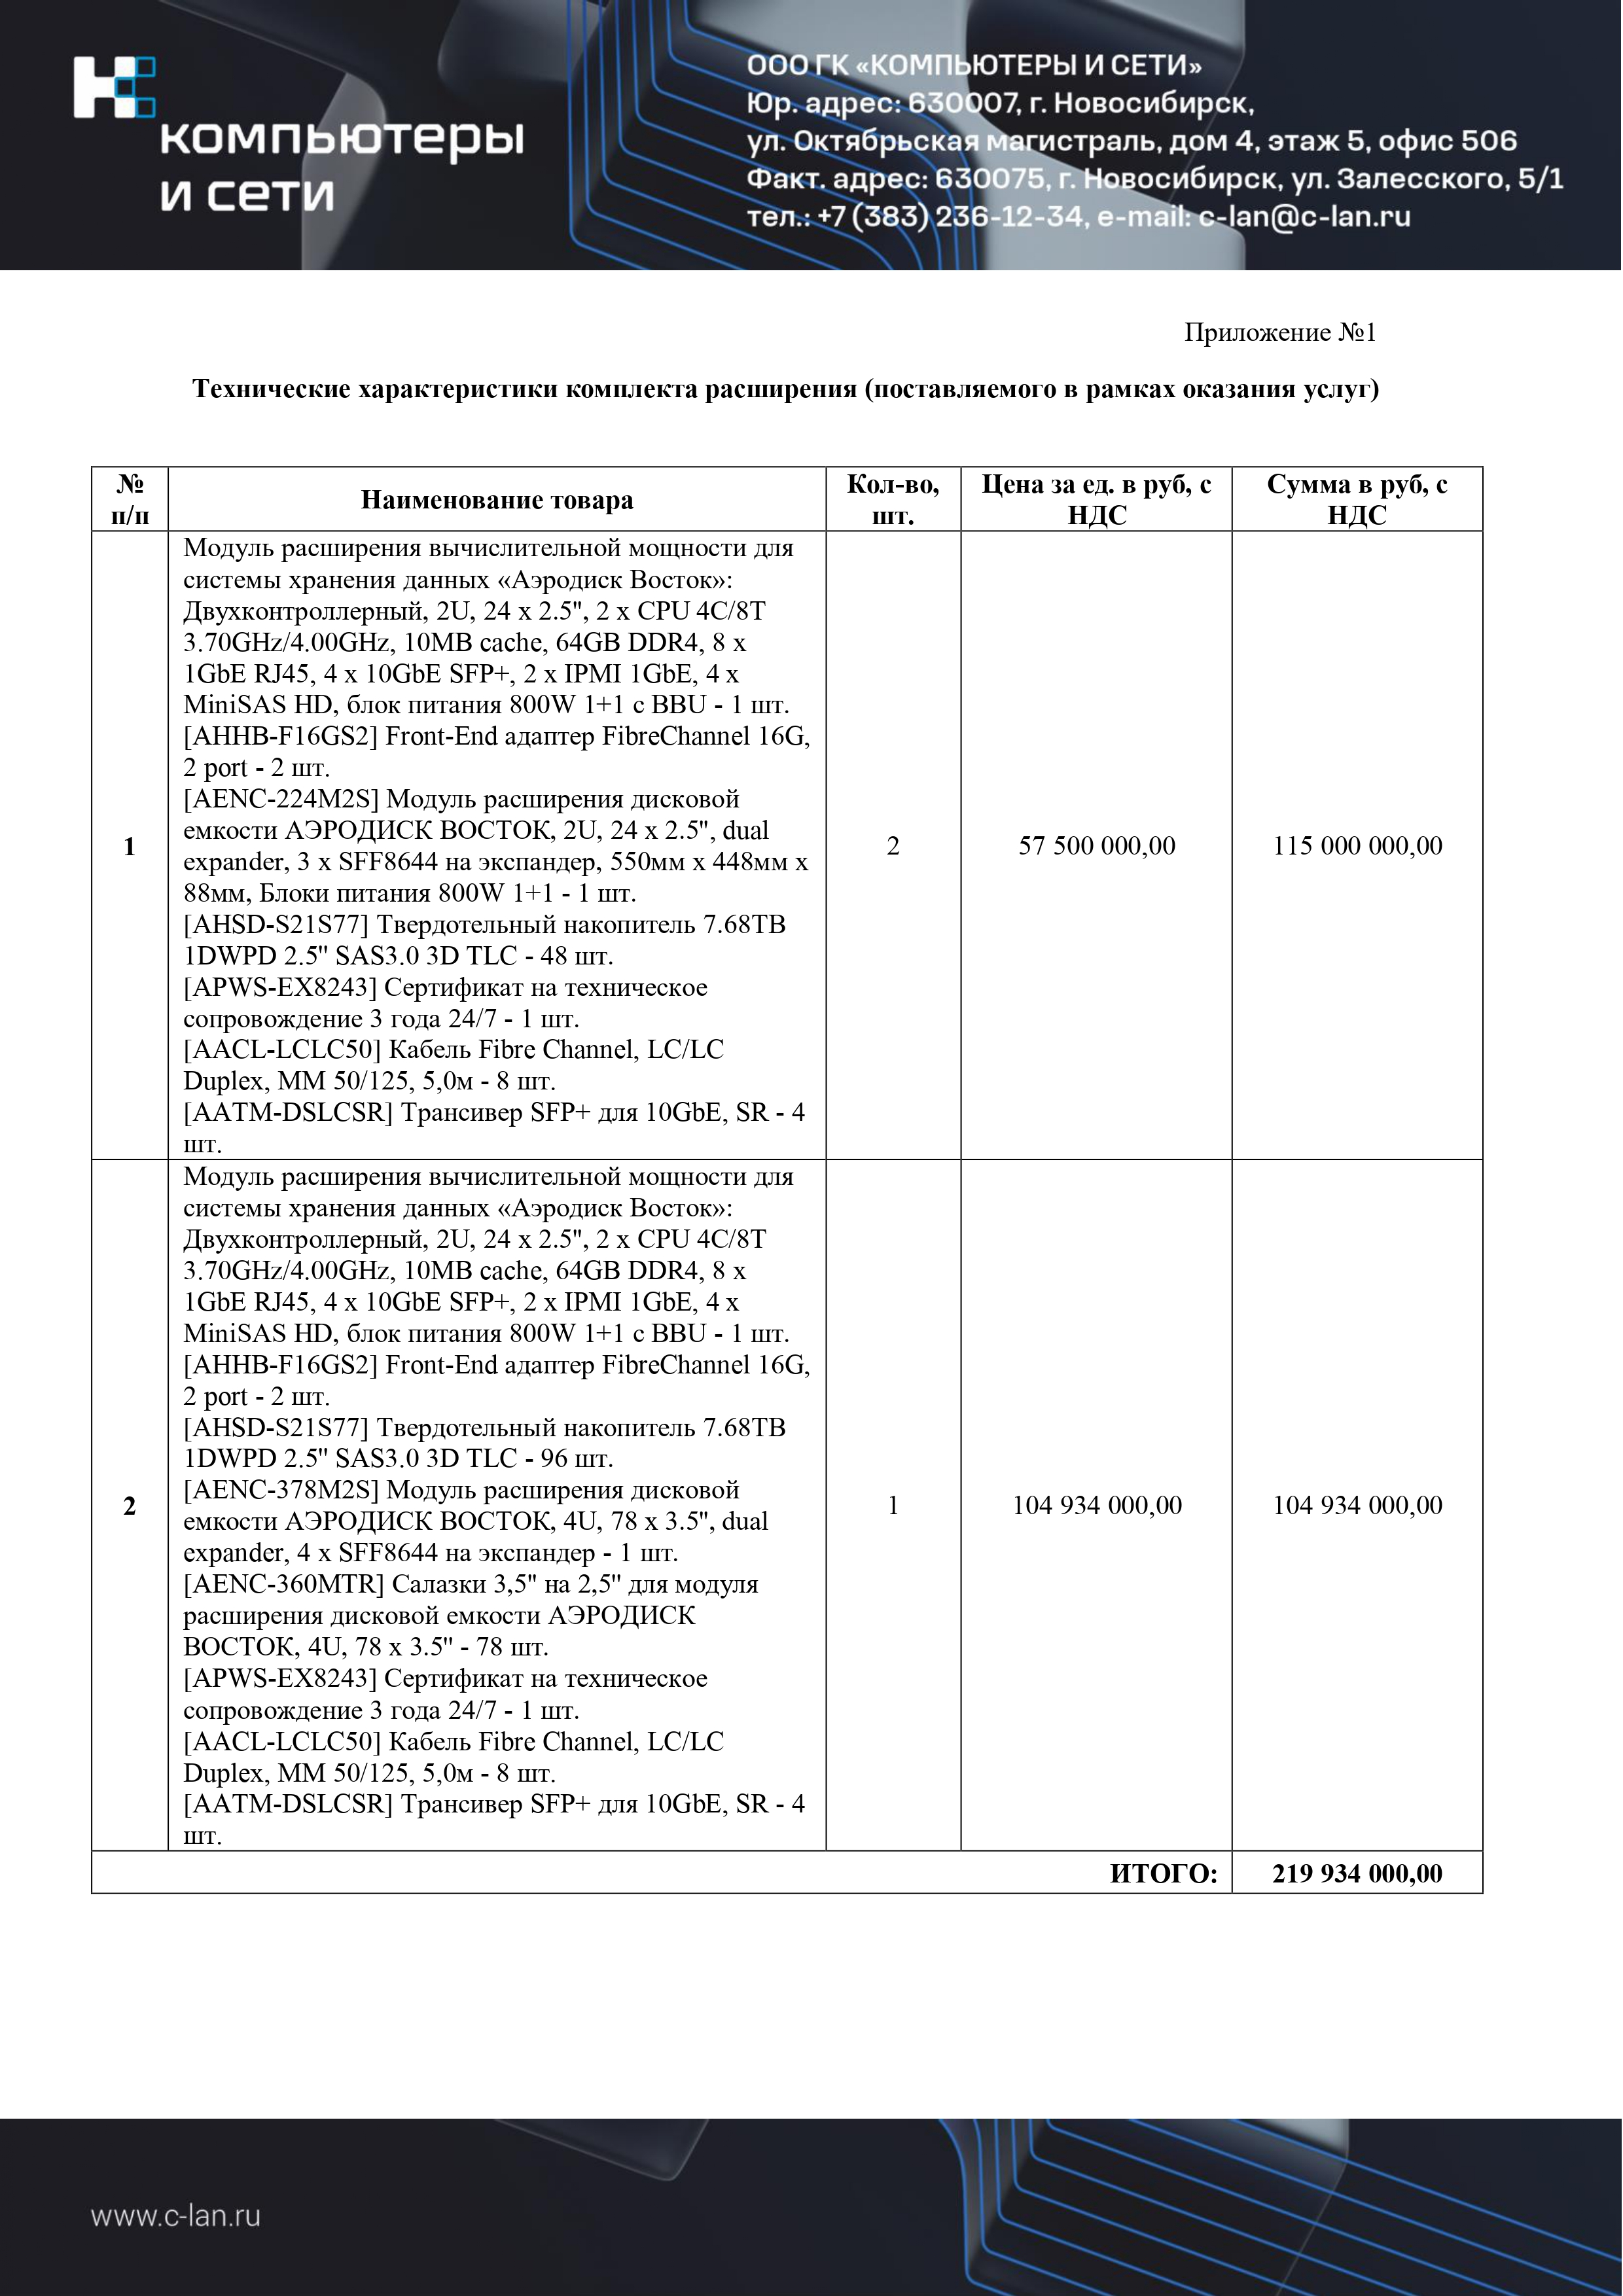 компьютеры
и сети
ООО ГК «КОМПЬЮТЕРЫ И СЕТИ»
Юр. адрес: 630007, г. Новосибирск,
ул. Октябрьская магистраль, дом 4, этаж 5, офис 506
Факт. адрес: 630075, г. Новосибирск, ул. Залесского, 5/1
тел.: +7 (383) 236-12-34, e-mail: c-lan@c-lan.ru
Приложение №1
Технические характеристики комплекта расширения (поставляемого в рамках оказания услуг)
№
п/п
Наименование товара
Кол-во,
шт.
Цена за ед. в руб, с
НДС
Сумма в руб, с
НДС
1
Модуль расширения вычислительной мощности для
системы хранения данных «Аэродиск Восток»:
Двухконтроллерный, 2U, 24 x 2.5", 2 x CPU 4C/8T
3.70GHz/4.00GHz, 10MB cache, 64GB DDR4, 8 x
1GbE RJ45, 4 x 10GbE SFP+, 2 x IPMI 1GbE, 4 x
MiniSAS HD, блок питания 800W 1+1 с BBU - 1 шт.
[AHHB-F16GS2] Front-End адаптер FibreChannel 16G,
2 port - 2 шт.
[AENC-224M2S] Модуль расширения дисковой
емкости АЭРОДИСК ВОСТОК, 2U, 24 x 2.5", dual
expander, 3 x SFF8644 на экспандер, 550мм x 448мм x
88мм, Блоки питания 800W 1+1 - 1 шт.
[AHSD-S21S77] Твердотельный накопитель 7.68TB
1DWPD 2.5" SAS3.0 3D TLC - 48 шт.
[APWS-EX8243] Сертификат на техническое
сопровождение 3 года 24/7 - 1 шт.
[AACL-LCLC50] Кабель Fibre Channel, LC/LC
Duplex, MM 50/125, 5,0м - 8 шт.
[AATM-DSLCSR] Трансивер SFP+ для 10GbE, SR - 4
шт.
2
57 500 000,00
115 000 000,00
2
Модуль расширения вычислительной мощности для
системы хранения данных «Аэродиск Восток»:
Двухконтроллерный, 2U, 24 x 2.5", 2 x CPU 4C/8T
3.70GHz/4.00GHz, 10MB cache, 64GB DDR4, 8 x
1GbE RJ45, 4 x 10GbE SFP+, 2 x IPMI 1GbE, 4 x
MiniSAS HD, блок питания 800W 1+1 с BBU - 1 шт.
[AHHB-F16GS2] Front-End адаптер FibreChannel 16G,
2 port - 2 шт.
[AHSD-S21S77] Твердотельный накопитель 7.68TB
1DWPD 2.5" SAS3.0 3D TLC - 96 шт.
[AENC-378M2S] Модуль расширения дисковой
емкости АЭРОДИСК ВОСТОК, 4U, 78 x 3.5", dual
expander, 4 x SFF8644 на экспандер - 1 шт.
[AENC-360MTR] Салазки 3,5" на 2,5" для модуля
расширения дисковой емкости АЭРОДИСК
ВОСТОК, 4U, 78 x 3.5" - 78 шт.
[APWS-EX8243] Сертификат на техническое
сопровождение 3 года 24/7 - 1 шт.
[AACL-LCLC50] Кабель Fibre Channel, LC/LC
Duplex, MM 50/125, 5,0м - 8 шт.
[AATM-DSLCSR] Трансивер SFP+ для 10GbE, SR - 4
шт.
1
104 934 000,00
104 934 000,00
ИТОГО:
219 934 000,00
www.c-lan.ru